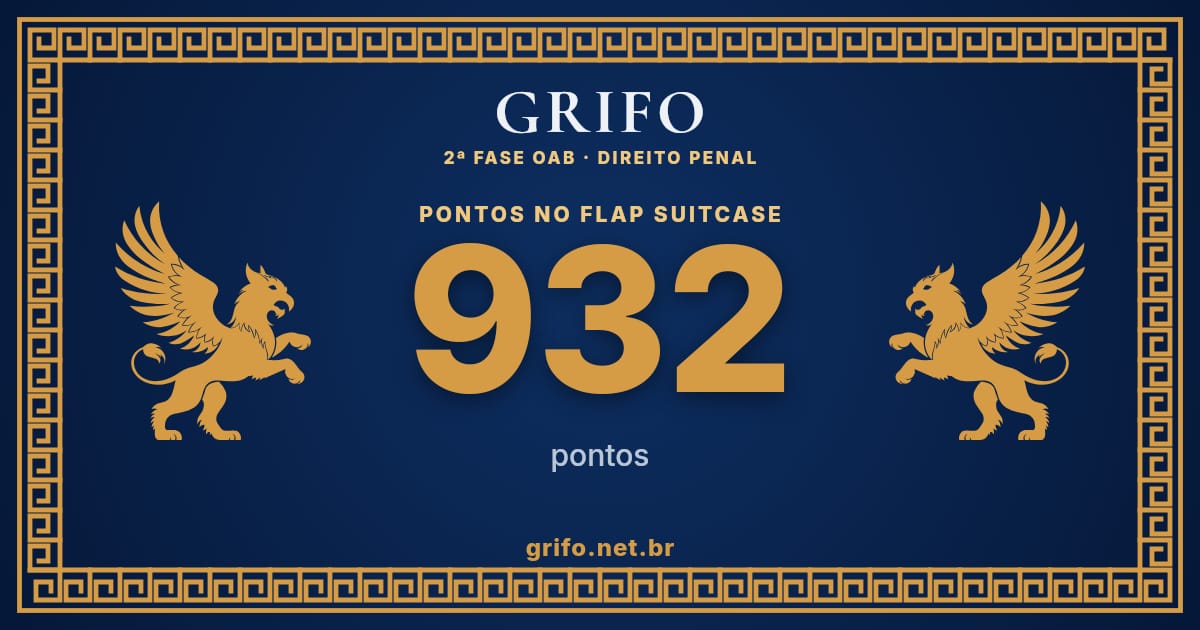 GRIFO
2ª FASE OAB · DIREITO PENAL
PONTOS NO FLAP SUITCASE
932
pontos
grifo.net.br